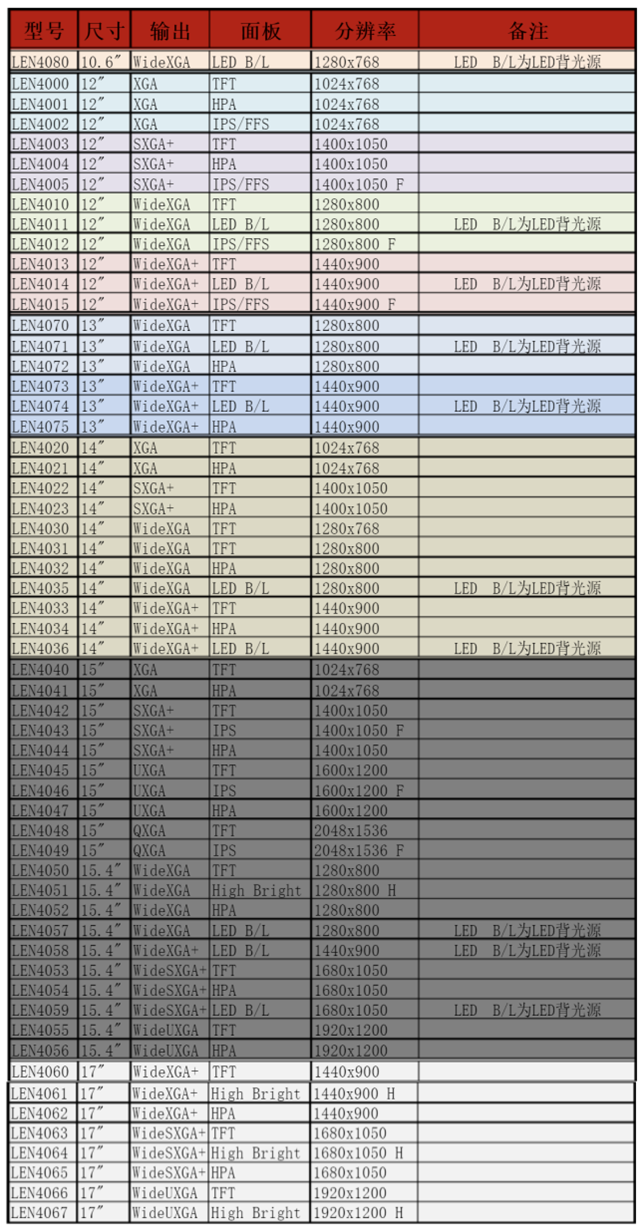 型号 尺寸 输出 面板 分辨率 备注
LEN4080 10.6" WideXGA LED B/L 1280x768 LED B/L为LED背光源
LEN4000 12" XGA TFT 1024x768
LEN4001 12" XGA HPA 1024x768
LEN4002 12" XGA IPS/FFS 1024x768
LEN4003 12" SXGA+ TFT 1400x1050
LEN4004 12" SXGA+ HPA 1400x1050
LEN4005 12" SXGA+ IPS/FFS 1400x1050 F
LEN4010 12" WideXGA TFT 1280x800
LEN4011 12" WideXGA LED B/L 1280x800 LED B/L为LED背光源
LEN4012 12" WideXGA IPS/FFS 1280x800 F
LEN4013 12" WideXGA+ TFT 1440x900
LEN4014 12" WideXGA+ LED B/L 1440x900 LED B/L为LED背光源
LEN4015 12" WideXGA+ IPS/FFS 1440x900 F
LEN4070 13" WideXGA TFT 1280x800
LEN4071 13" WideXGA LED B/L 1280x800 LED B/L为LED背光源
LEN4072 13" WideXGA HPA 1280x800
LEN4073 13" WideXGA+ TFT 1440x900
LEN4074 13" WideXGA+ LED B/L 1440x900 LED B/L为LED背光源
LEN4075 13" WideXGA+ HPA 1440x900
LEN4020 14" XGA TFT 1024x768
LEN4021 14" XGA HPA 1024x768
LEN4022 14" SXGA+ TFT 1400x1050
LEN4023 14" SXGA+ HPA 1400x1050
LEN4030 14" WideXGA TFT 1280x768
LEN4031 14" WideXGA TFT 1280x800
LEN4032 14" WideXGA HPA 1280x800
LEN4035 14" WideXGA LED B/L 1280x800 LED B/L为LED背光源
LEN4033 14" WideXGA+ TFT 1440x900
LEN4034 14" WideXGA+ HPA 1440x900
LEN4036 14" WideXGA+ LED B/L 1440x900 LED B/L为LED背光源
LEN4040 15" XGA TFT 1024x768
LEN4041 15" XGA HPA 1024x768
LEN4042 15" SXGA+ TFT 1400x1050
LEN4043 15" SXGA+ IPS 1400x1050 F
LEN4044 15" SXGA+ HPA 1400x1050
LEN4045 15" UXGA TFT 1600x1200
LEN4046 15" UXGA IPS 1600x1200 F
LEN4047 15" UXGA HPA 1600x1200
LEN4048 15" QXGA TFT 2048x1536
LEN4049 15" QXGA IPS 2048x1536 F
LEN4050 15.4" WideXGA TFT 1280x800
LEN4051 15.4" WideXGA High Bright 1280x800 H
LEN4052 15.4" WideXGA HPA 1280x800
LEN4057 15.4" WideXGA LED B/L 1280x800 LED B/L为LED背光源
LEN4058 15.4" WideXGA+ LED B/L 1440x900 LED B/L为LED背光源
LEN4053 15.4" WideSXGA+ TFT 1680x1050
LEN4054 15.4" WideSXGA+ HPA 1680x1050
LEN4059 15.4" WideSXGA+ LED B/L 1680x1050 LED B/L为LED背光源
LEN4055 15.4" WideUXGA TFT 1920x1200
LEN4056 15.4" WideUXGA HPA 1920x1200
LEN4060 17" WideXGA+ TFT 1440x900
LEN4061 17" WideXGA+ High Bright 1440x900 H
LEN4062 17" WideXGA+ HPA 1440x900
LEN4063 17" WideSXGA+ TFT 1680x1050
LEN4064 17" WideSXGA+ High Bright 1680x1050 H
LEN4065 17" WideSXGA+ HPA 1680x1050
LEN4066 17" WideUXGA TFT 1920x1200
LEN4067 17" WideUXGA High Bright 1920x1200 H